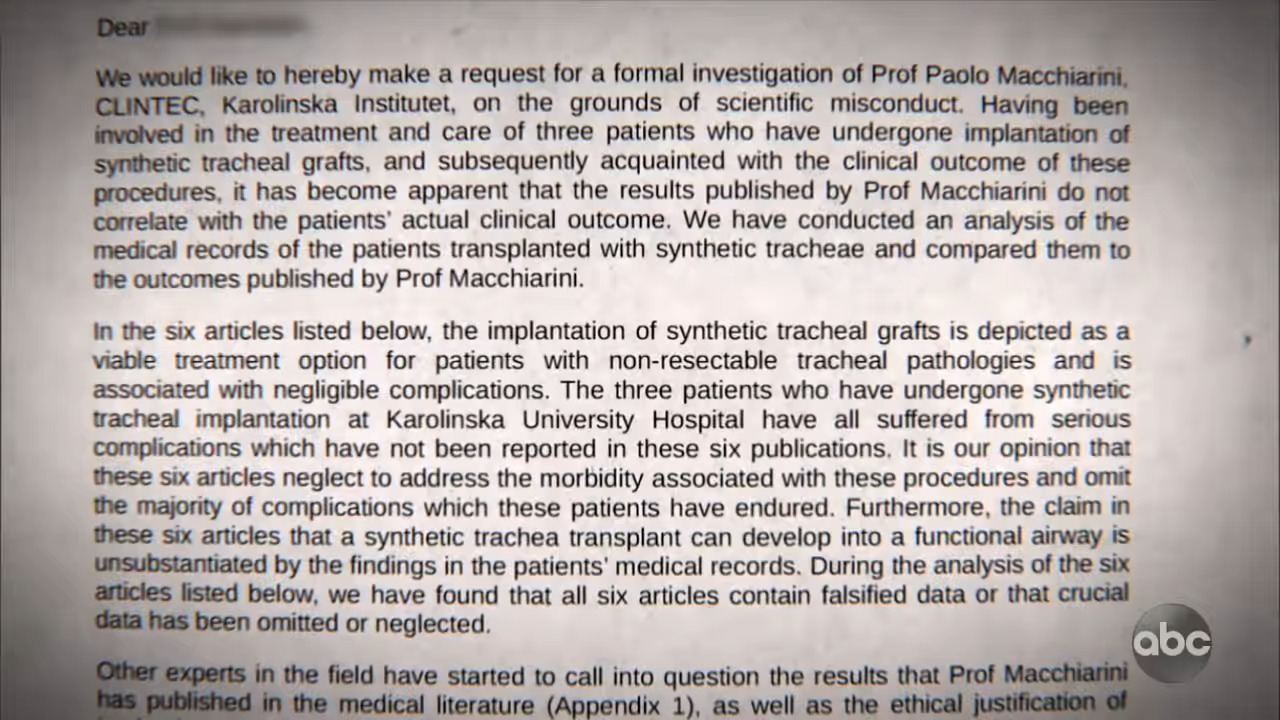 Dear
We would like to hereby make a request for a formal investigation of Prof Paolo Macchiarini,
CLINTEC, Karolinska Institutet, on the grounds of scientific misconduct. Having been
involved in the treatment and care of three patients who have undergone implantation of
synthetic tracheal grafts, and subsequently acquainted with the clinical outcome of these
procedures, it has become apparent that the results published by Prof Macchiarini do not
correlate with the patients' actual clinical outcome. We have conducted an analysis of the
medical records of the patients transplanted with synthetic tracheae and compared them to
the outcomes published by Prof Macchiarini.
In the six articles listed below, the implantation of synthetic tracheal grafts is depicted as a
viable treatment option for patients with non-resectable tracheal pathologies and is
associated with negligible complications. The three patients who have undergone synthetic
tracheal implantation at Karolinska University Hospital have all suffered from serious
complications which have not been reported in these six publications. It is our opinion that
these six articles neglect to address the morbidity associated with these procedures and omit
the majority of complications which these patients have endured. Furthermore, the claim in
these six articles that a synthetic trachea transplant can develop into a functional airway is
unsubstantiated by the findings in the patients' medical records. During the analysis of the six
articles listed below, we have found that all six articles contain falsified data or that crucial
data has been omitted or neglected.
Other experts in the field have started to call into question the results that Prof Macchiarini
has published in the medical literature (Appendix 1), as well as the ethical justification of
abc